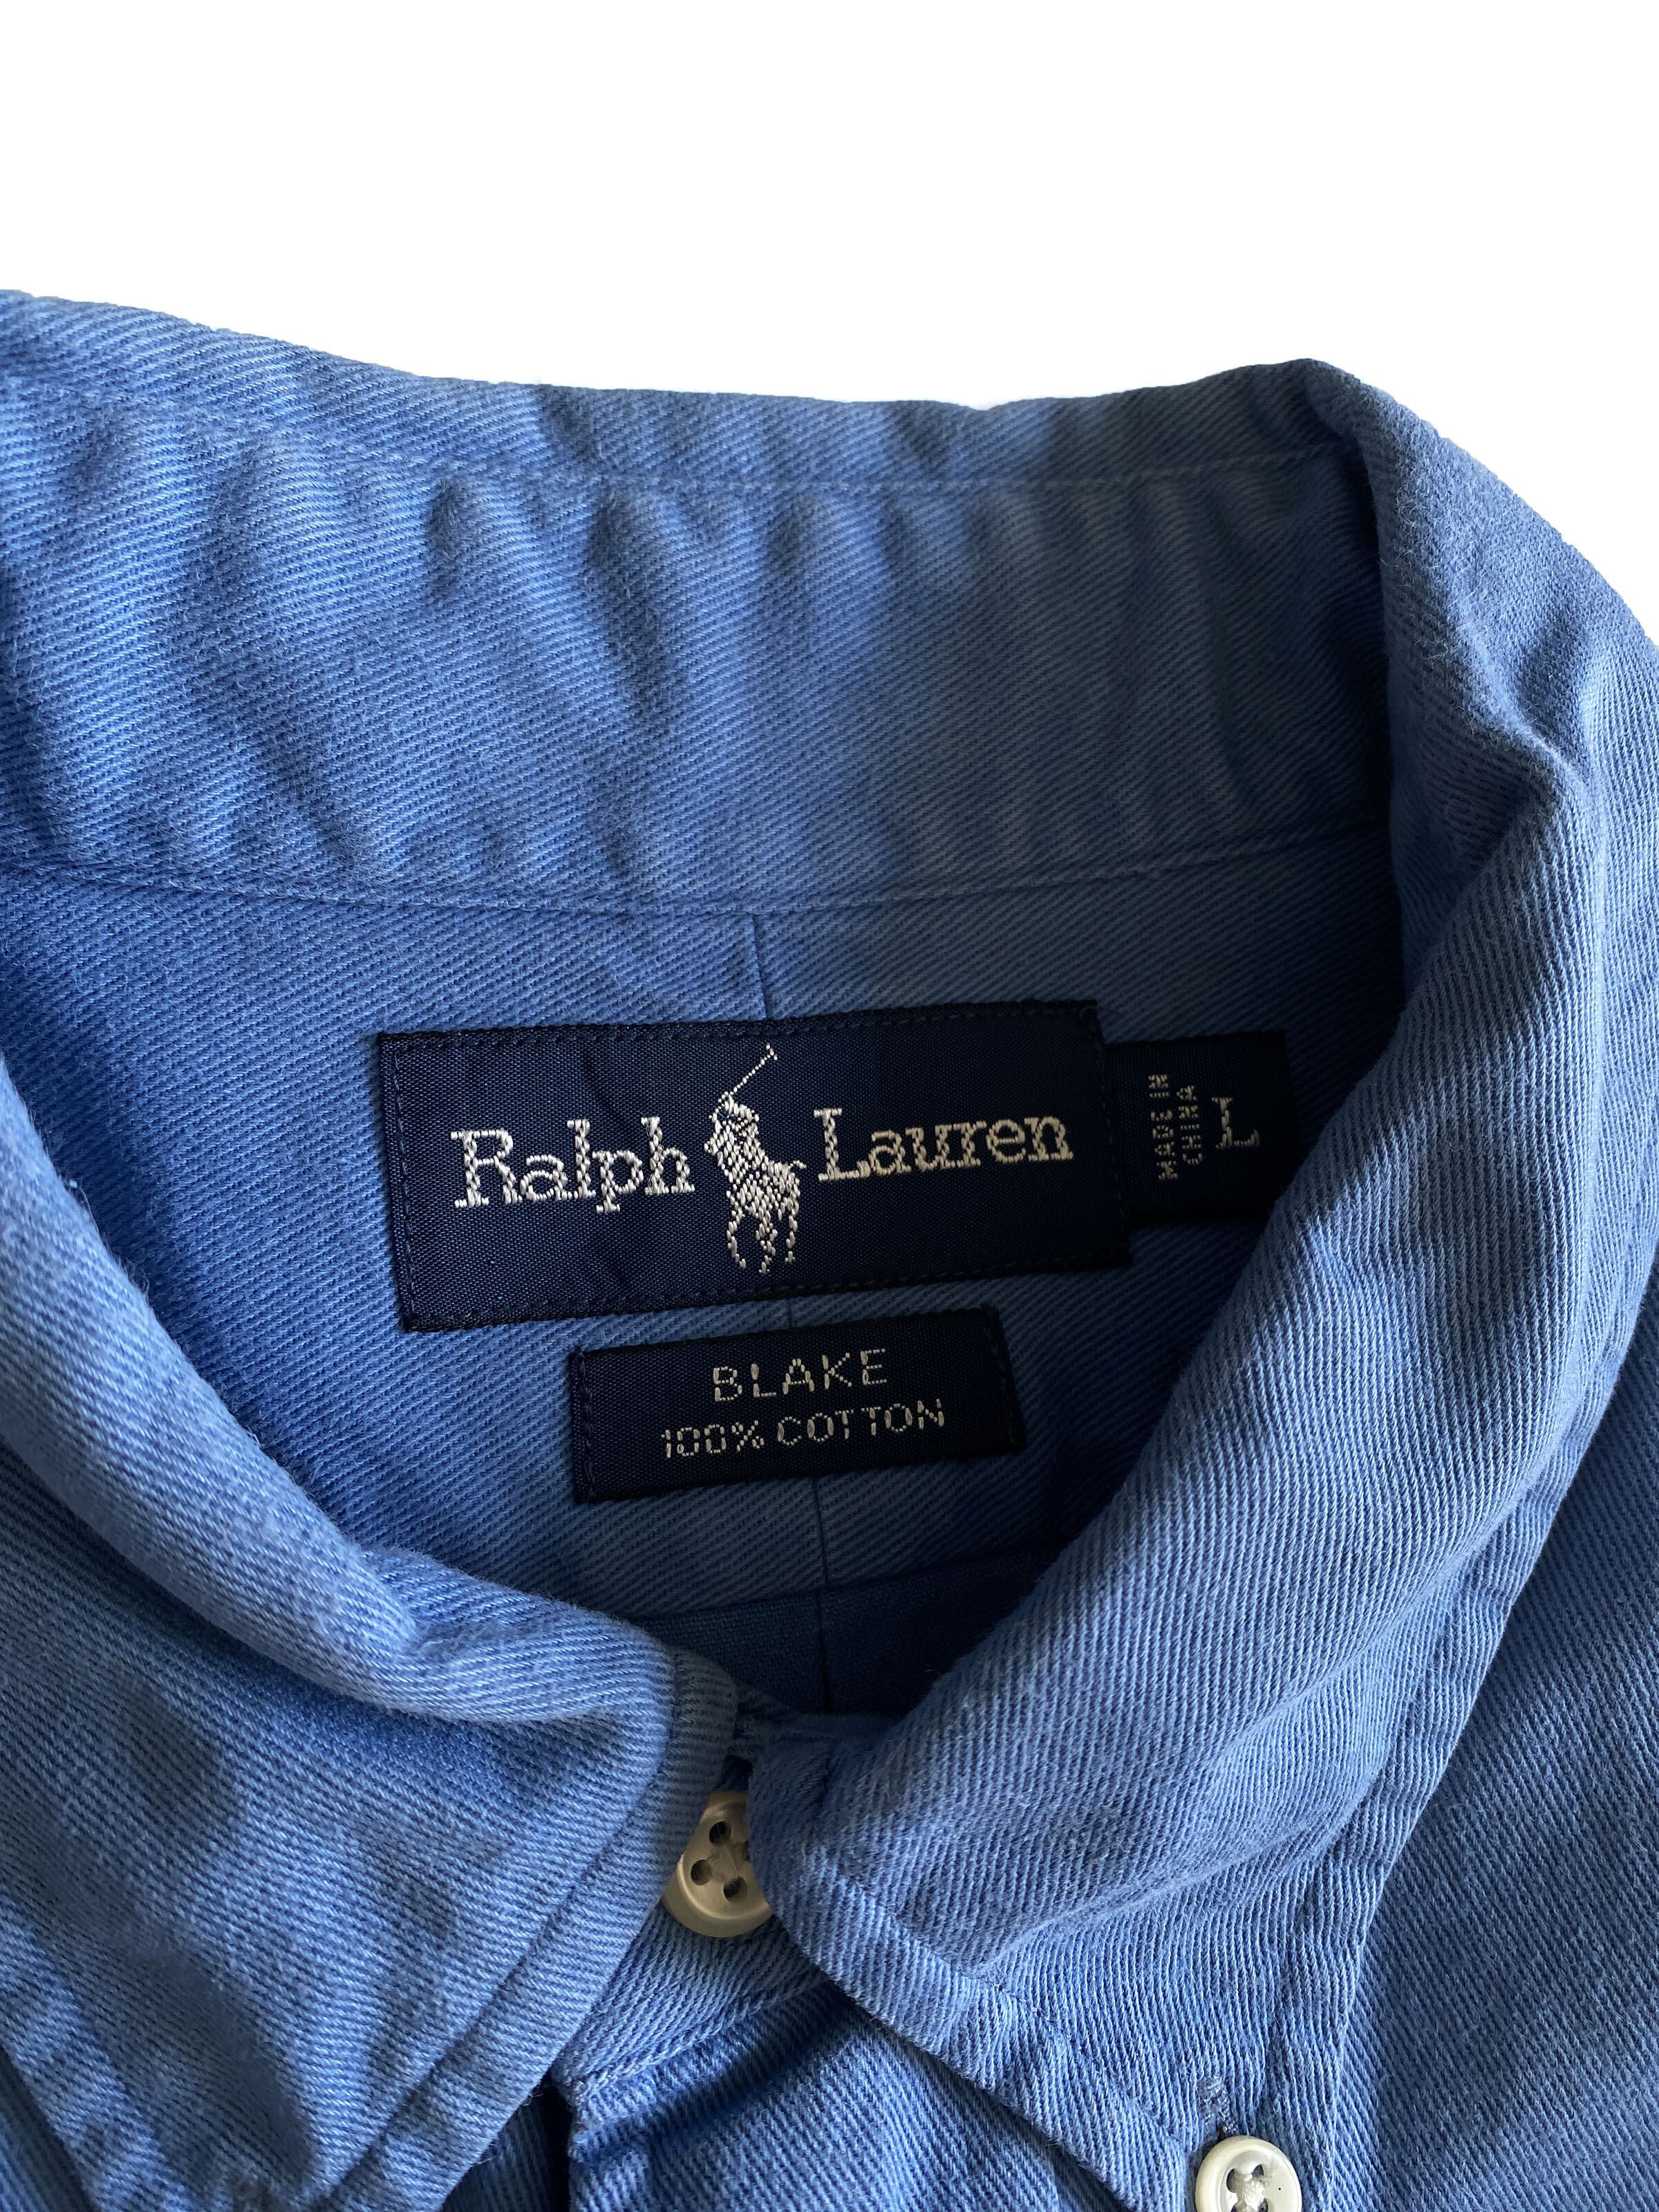 Ralph Lauren
MADE IN
CHINA
L
BLAKE
100% COTTON